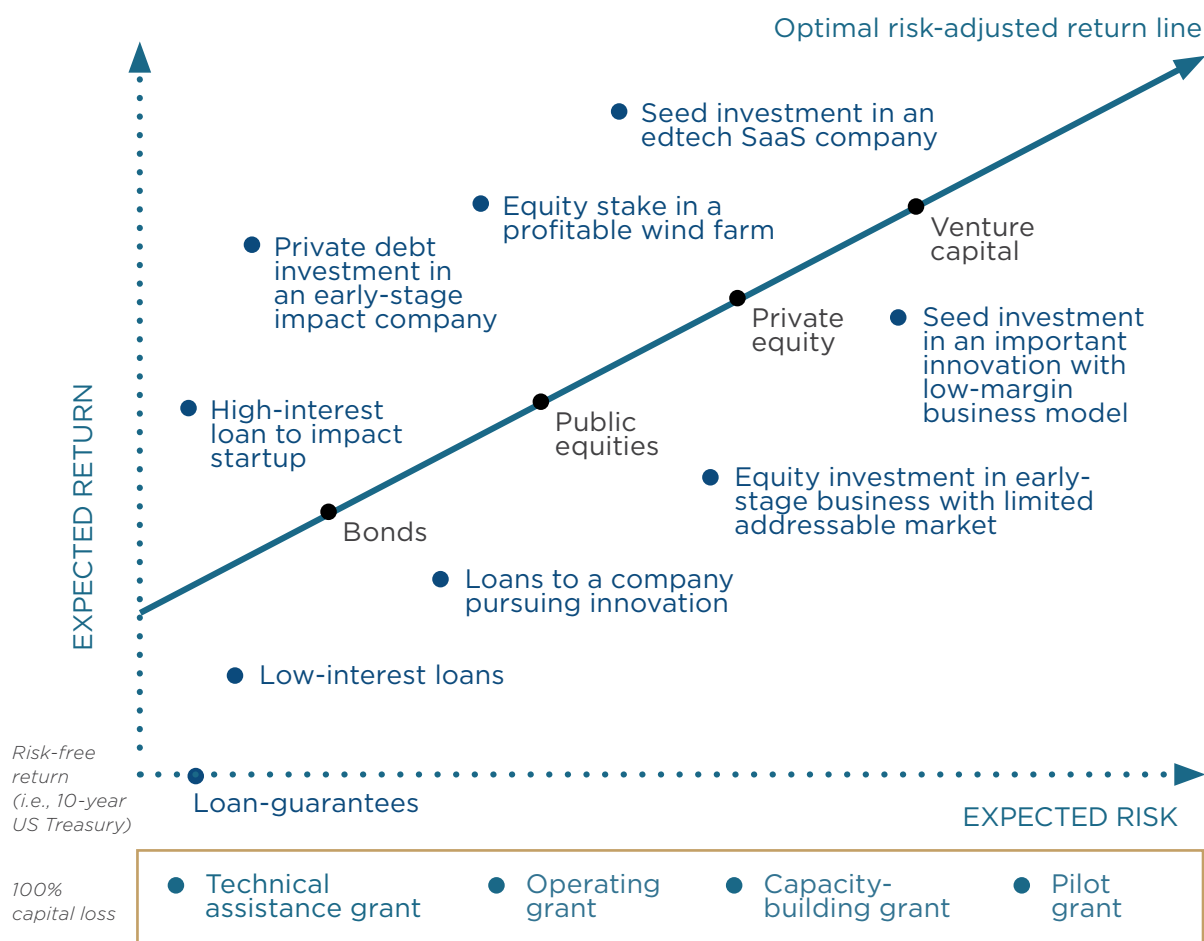 Optimal risk-adjusted return line
Seed investment in an
edtech SaaS company
Equity stake in a
profitable wind farm
Venture
capital
Private debt
investment in
an early-stage
impact company
Private
equity
Seed investment
in an important
innovation with
low-margin
business model
EXPECTED RETURN
High-interest
loan to impact
startup
Public
equities
Equity investment in early-
stage business with limited
addressable market
Bonds
Loans to a company
pursuing innovation
Low-interest loans
Risk-free
return
(i.e., 10-year
US Treasury)
Loan-guarantees
EXPECTED RISK
100%
capital loss
Technical
assistance grant
Operating
grant
Capacity-
building grant
Pilot
grant